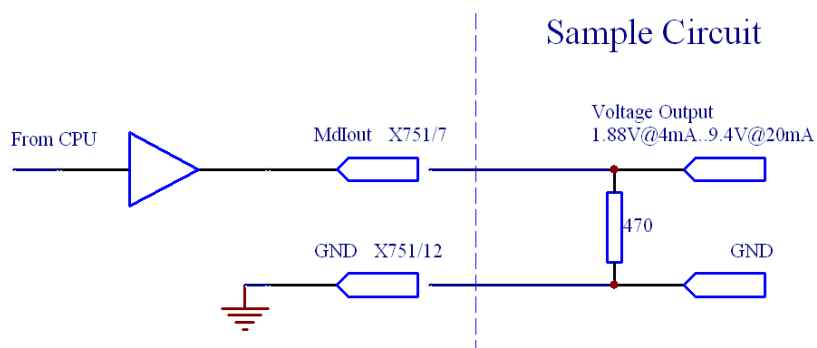 Sample Circuit
Voltage Output
1.88V@4mA..9.4V@20mA
From CPU
MdIout X751/7
470
GND X751/12
GND